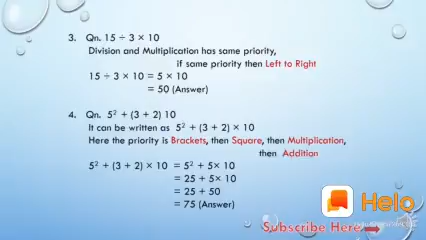 3. Qn. 15 ÷ 3 × 10
Division and Multiplication has same priority,
if same priority then Left to Right
15 ÷ 3 × 10 = 5 × 10
= 50 (Answer)
4. Qn. 5² + (3 + 2) 10
It can be written as 5² + (3 + 2) × 10
Here the priority is Brackets, then Square, then Multiplication,
then Addition
5² + (3 + 2) × 10 = 5² + 5× 10
= 25 + 5× 10
= 25 + 50
= 75 (Answer)
Helo
Subscribe Here